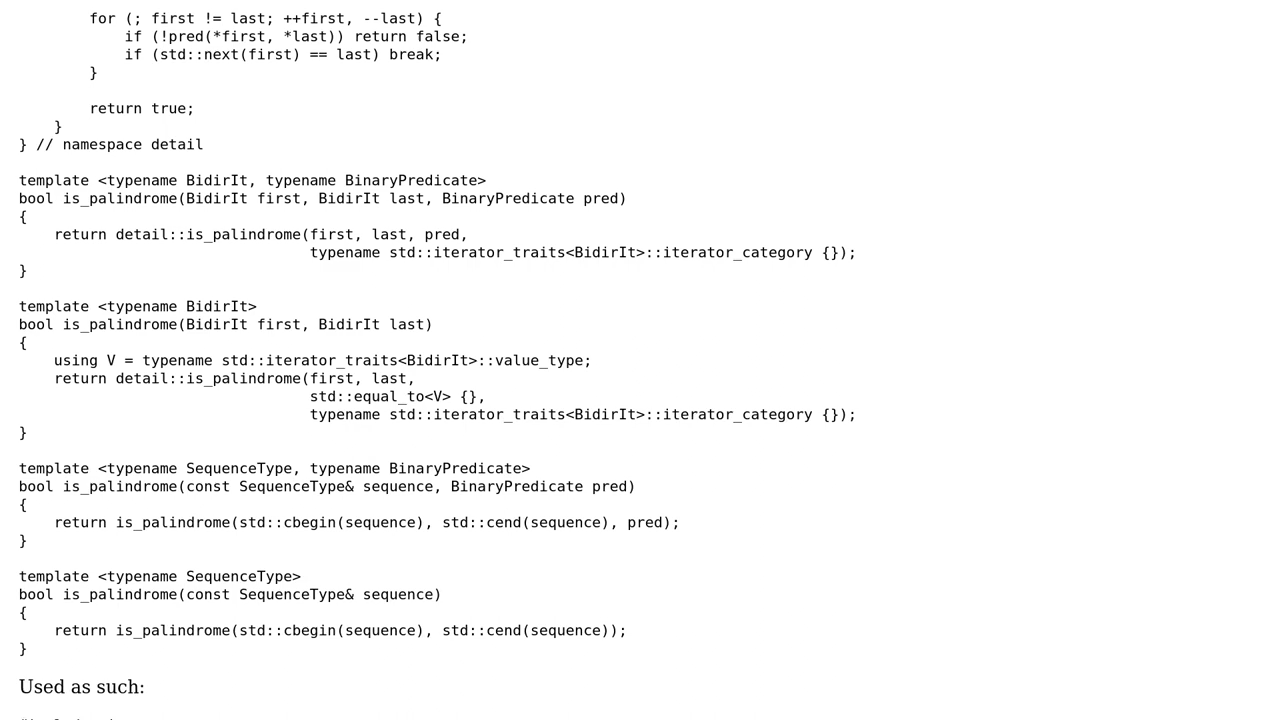 for (; first != last; ++first, --last) {
            if (!pred(*first, *last)) return false;
            if (std::next(first) == last) break;
        }

        return true;
    }
} // namespace detail

template <typename BidirIt, typename BinaryPredicate>
bool is_palindrome(BidirIt first, BidirIt last, BinaryPredicate pred)
{
    return detail::is_palindrome(first, last, pred,
                                 typename std::iterator_traits<BidirIt>::iterator_category {});
}

template <typename BidirIt>
bool is_palindrome(BidirIt first, BidirIt last)
{
    using V = typename std::iterator_traits<BidirIt>::value_type;
    return detail::is_palindrome(first, last,
                                 std::equal_to<V> {},
                                 typename std::iterator_traits<BidirIt>::iterator_category {});
}

template <typename SequenceType, typename BinaryPredicate>
bool is_palindrome(const SequenceType& sequence, BinaryPredicate pred)
{
    return is_palindrome(std::cbegin(sequence), std::cend(sequence), pred);
}

template <typename SequenceType>
bool is_palindrome(const SequenceType& sequence)
{
    return is_palindrome(std::cbegin(sequence), std::cend(sequence));
}

Used as such: